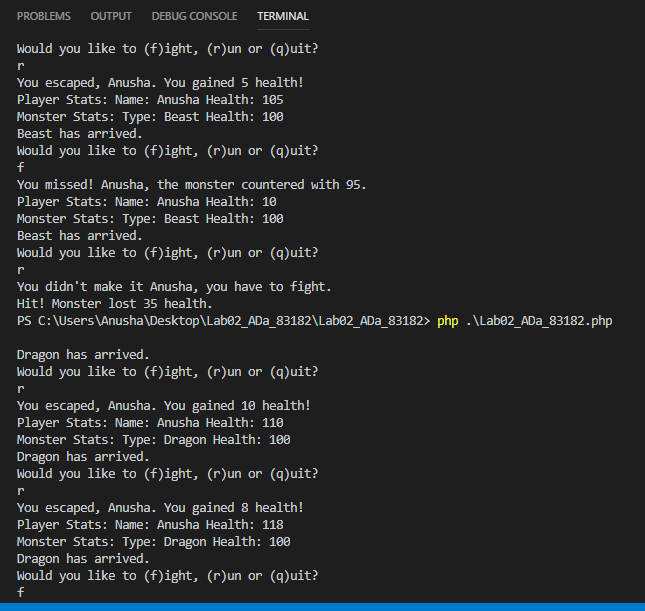 PROBLEMS OUTPUT DEBUG CONSOLE TERMINAL
Would you like to (f)ight, (r)un or (q)uit?
r
You escaped, Anusha. You gained 5 health!
Player Stats: Name: Anusha Health: 105
Monster Stats: Type: Beast Health: 100
Beast has arrived.
Would you like to (f)ight, (r)un or (q)uit?
f
You missed! Anusha, the monster countered with 95.
Player Stats: Name: Anusha Health: 10
Monster Stats: Type: Beast Health: 100
Beast has arrived.
Would you like to (f)ight, (r)un or (q)uit?
r
You didn't make it Anusha, you have to fight.
Hit! Monster lost 35 health.
PS C:\Users\Anusha\Desktop\Lab02_ADa_83182\Lab02_ADa_83182> php .\Lab02_ADa_83182.php
Dragon has arrived.
Would you like to (f)ight, (r)un or (q)uit?
r
You escaped, Anusha. You gained 10 health!
Player Stats: Name: Anusha Health: 110
Monster Stats: Type: Dragon Health: 100
Dragon has arrived.
Would you like to (f)ight, (r)un or (q)uit?
r
You escaped, Anusha. You gained 8 health!
Player Stats: Name: Anusha Health: 118
Monster Stats: Type: Dragon Health: 100
Dragon has arrived.
Would you like to (f)ight, (r)un or (q)uit?
f